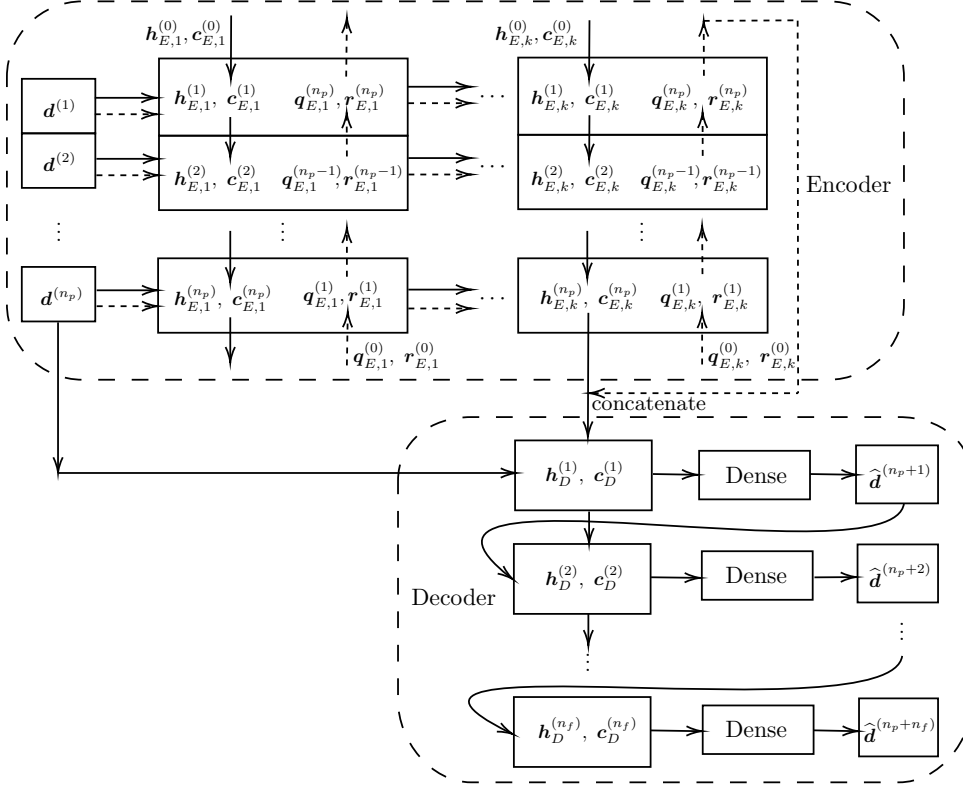 h_{E,1}^{(0)}, c_{E,1}^{(0)} h_{E,k}^{(0)}, c_{E,k}^{(0)}
d^{(1)} h_{E,1}^{(1)}, c_{E,1}^{(1)} q_{E,1}^{(n_p)}, r_{E,1}^{(n_p)} ⋯ h_{E,k}^{(1)}, c_{E,k}^{(1)} q_{E,k}^{(n_p)}, r_{E,k}^{(n_p)}
d^{(2)} h_{E,1}^{(2)}, c_{E,1}^{(2)} q_{E,1}^{(n_p-1)}, r_{E,1}^{(n_p-1)} ⋯ h_{E,k}^{(2)}, c_{E,k}^{(2)} q_{E,k}^{(n_p-1)}, r_{E,k}^{(n_p-1)}
Encoder
⋮ ⋮ ⋮
d^{(n_p)} h_{E,1}^{(n_p)}, c_{E,1}^{(n_p)} q_{E,1}^{(1)}, r_{E,1}^{(1)} ⋯ h_{E,k}^{(n_p)}, c_{E,k}^{(n_p)} q_{E,k}^{(1)}, r_{E,k}^{(1)}
q_{E,1}^{(0)}, r_{E,1}^{(0)} q_{E,k}^{(0)}, r_{E,k}^{(0)}
concatenate
h_D^{(1)}, c_D^{(1)} Dense \widehat{d}^{(n_p+1)}
h_D^{(2)}, c_D^{(2)} Dense \widehat{d}^{(n_p+2)}
Decoder
⋮ ⋮
h_D^{(n_f)}, c_D^{(n_f)} Dense \widehat{d}^{(n_p+n_f)}